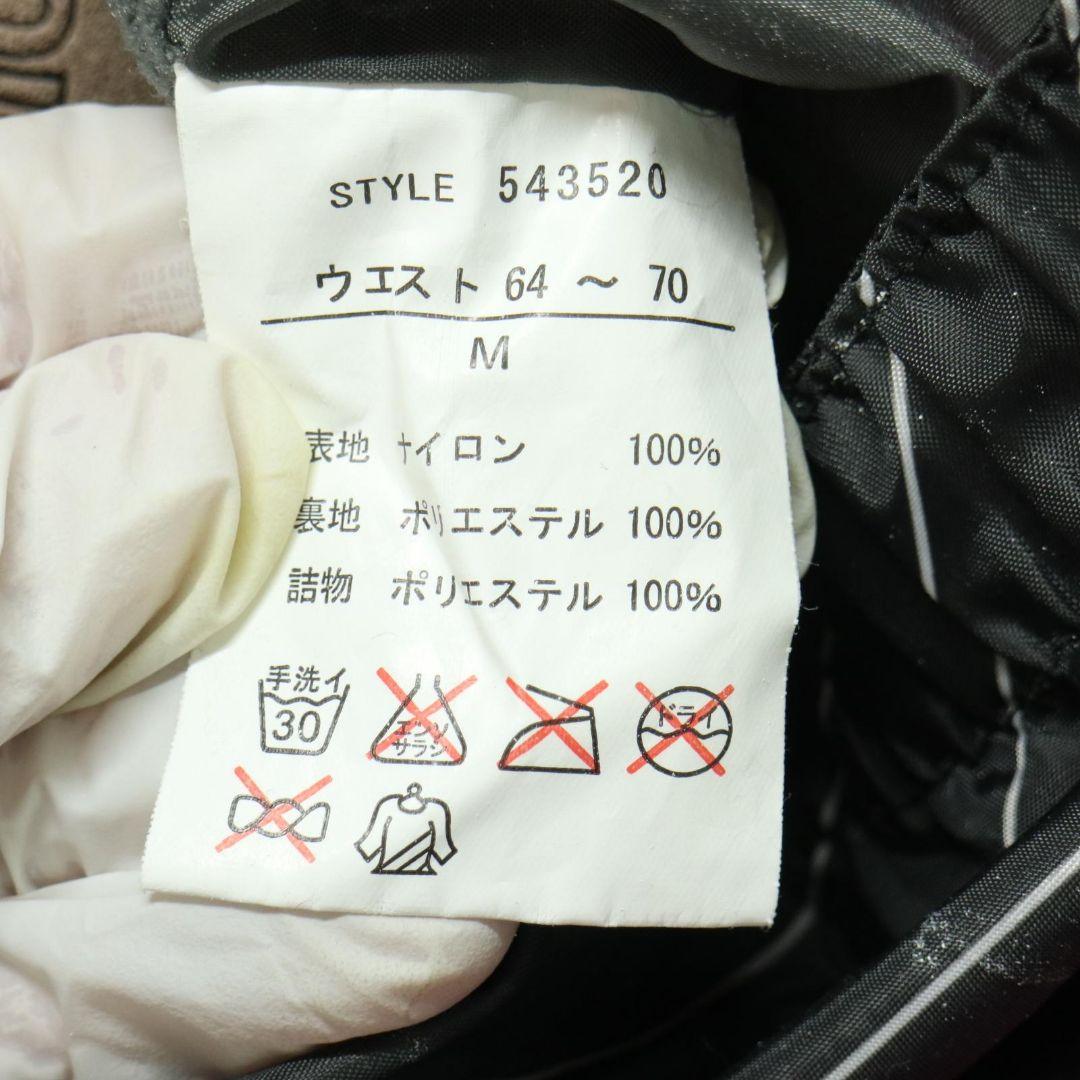 STYLE 543520
ウエスト 64 ～ 70
M
表地 ナイロン 100%
裏地 ポリエステル 100%
詰物 ポリエステル 100%
手洗イ
30
エンソ
サラシ
ドライ